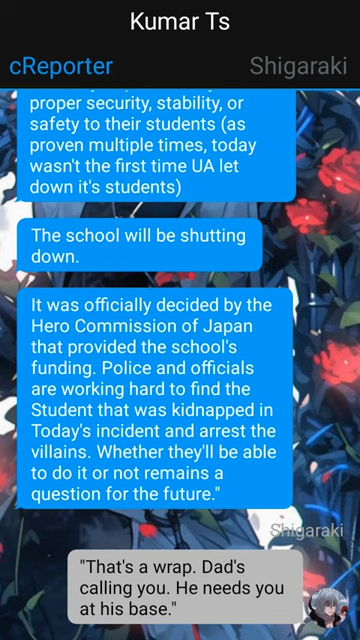 Kumar Ts
cReporter
Shigaraki
proper security, stability, or
safety to their students (as
proven multiple times, today
wasn't the first time UA let
down it's students)
The school will be shutting
down.
It was officially decided by the
Hero Commission of Japan
that provided the school's
funding. Police and officials
are working hard to find the
Student that was kidnapped in
Today's incident and arrest the
villains. Whether they'll be able
to do it or not remains a
question for the future."
Shigaraki
"That's a wrap. Dad's
calling you. He needs you
at his base."